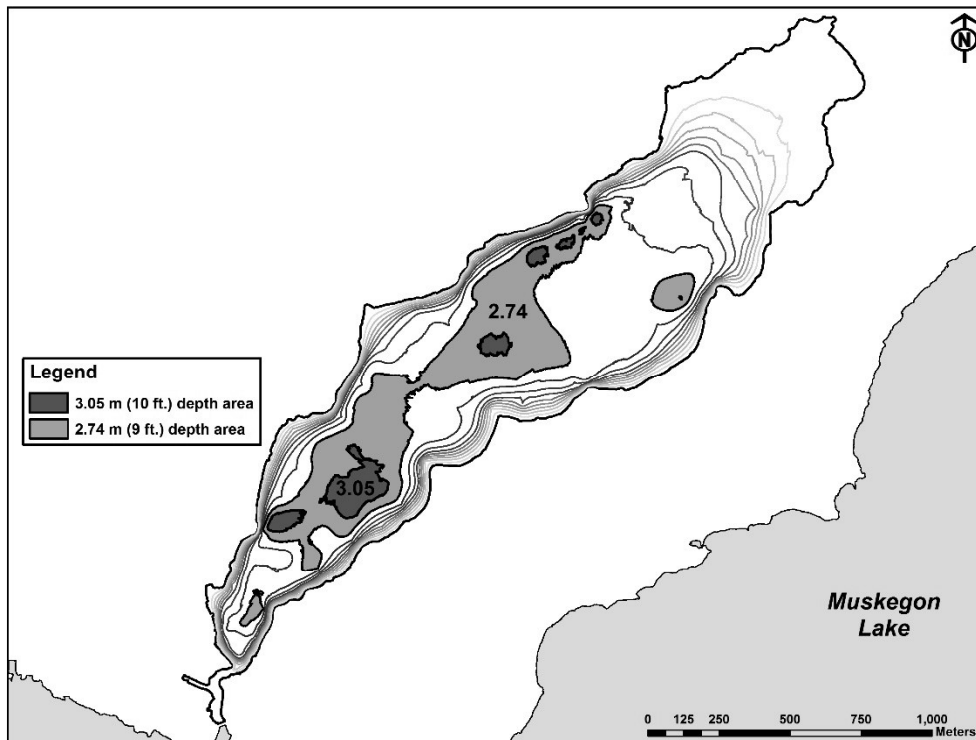 N
2.74
Legend
3.05 m (10 ft.) depth area
2.74 m (9 ft.) depth area
3.05
Muskegon
Lake
0 125 250 500 750 1,000
Meters